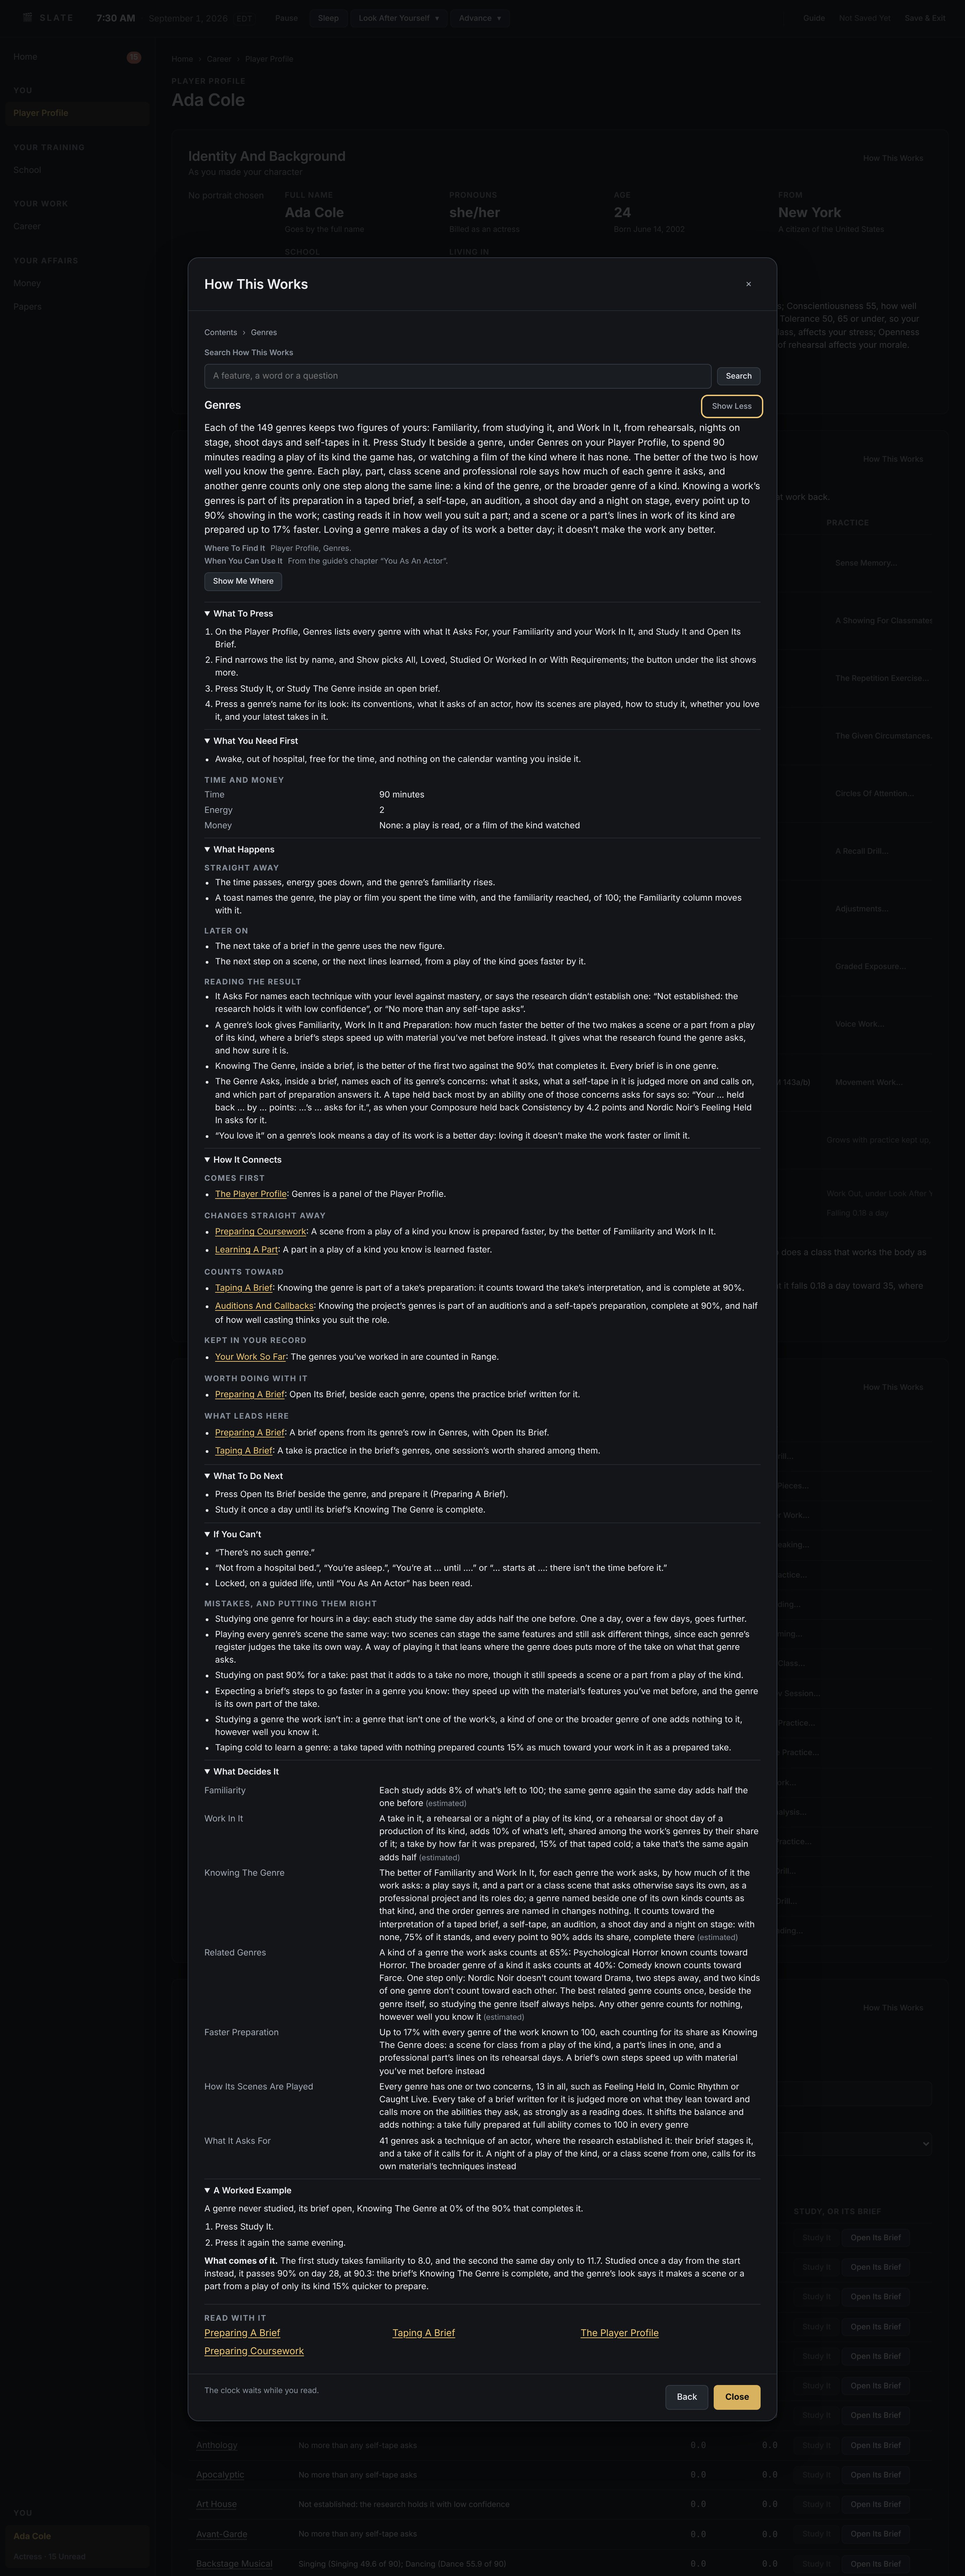 SLATE
7:30 AM
September 1, 2026 EDT
Pause
Sleep
Look After Yourself
Advance
Guide
Not Saved Yet
Save & Exit
Home
YOU
Player Profile
YOUR TRAINING
School
YOUR WORK
Career
YOUR AFFAIRS
Money
Papers
Home › Career › Player Profile
PLAYER PROFILE
Ada Cole
Identity And Background
As you made your character
How This Works
No portrait chosen
FULL NAME
Ada Cole
Goes by the full name
PRONOUNS
she/her
Billed as an actress
AGE
24
Born June 14, 2002
FROM
New York
A citizen of the United States
SCHOOL
LIVING IN
How This Works
×
Contents › Genres
Search How This Works
A feature, a word or a question
Search
Genres
Show Less
Each of the 149 genres keeps two figures of yours: Familiarity, from studying it, and Work In It, from rehearsals, nights on
stage, shoot days and self-tapes in it. Press Study It beside a genre, under Genres on your Player Profile, to spend 90
minutes reading a play of its kind the game has, or watching a film of the kind where it has none. The better of the two is how
well you know the genre. Each play, part, class scene and professional role says how much of each genre it asks, and
another genre counts only one step along the same line: a kind of the genre, or the broader genre of a kind. Knowing a work’s
genres is part of its preparation in a taped brief, a self-tape, an audition, a shoot day and a night on stage, every point up to
90% showing in the work; casting reads it in how well you suit a part; and a scene or a part’s lines in work of its kind are
prepared up to 17% faster. Loving a genre makes a day of its work a better day; it doesn’t make the work any better.
Where To Find It Player Profile, Genres.
When You Can Use It From the guide’s chapter “You As An Actor”.
Show Me Where
What To Press
1. On the Player Profile, Genres lists every genre with what It Asks For, your Familiarity and your Work In It, and Study It and Open Its
Brief.
2. Find narrows the list by name, and Show picks All, Loved, Studied Or Worked In or With Requirements; the button under the list shows
more.
3. Press Study It, or Study The Genre inside an open brief.
4. Press a genre’s name for its look: its conventions, what it asks of an actor, how its scenes are played, how to study it, whether you love
it, and your latest takes in it.
What You Need First
• Awake, out of hospital, free for the time, and nothing on the calendar wanting you inside it.
TIME AND MONEY
Time 90 minutes
Energy 2
Money None: a play is read, or a film of the kind watched
What Happens
STRAIGHT AWAY
• The time passes, energy goes down, and the genre’s familiarity rises.
• A toast names the genre, the play or film you spent the time with, and the familiarity reached, of 100; the Familiarity column moves
with it.
LATER ON
• The next take of a brief in the genre uses the new figure.
• The next step on a scene, or the next lines learned, from a play of the kind goes faster by it.
READING THE RESULT
• It Asks For names each technique with your level against mastery, or says the research didn’t establish one: “Not established: the
research holds it with low confidence”, or “No more than any self-tape asks”.
• A genre’s look gives Familiarity, Work In It and Preparation: how much faster the better of the two makes a scene or a part from a play
of its kind, where a brief’s steps speed up with material you’ve met before instead. It gives what the research found the genre asks,
and how sure it is.
• Knowing The Genre, inside a brief, is the better of the first two against the 90% that completes it. Every brief is in one genre.
• The Genre Asks, inside a brief, names each of its genre’s concerns: what it asks, what a self-tape in it is judged more on and calls on,
and which part of preparation answers it. A tape held back most by an ability one of those concerns asks for says so: “Your … held
back … by … points: …’s … asks for it.”, as when your Composure held back Consistency by 4.2 points and Nordic Noir’s Feeling Held
In asks for it.
• “You love it” on a genre’s look means a day of its work is a better day: loving it doesn’t make the work faster or limit it.
How It Connects
COMES FIRST
• The Player Profile: Genres is a panel of the Player Profile.
CHANGES STRAIGHT AWAY
• Preparing Coursework: A scene from a play of a kind you know is prepared faster, by the better of Familiarity and Work In It.
• Learning A Part: A part in a play of a kind you know is learned faster.
COUNTS TOWARD
• Taping A Brief: Knowing the genre is part of a take’s preparation: it counts toward the take’s interpretation, and is complete at 90%.
• Auditions And Callbacks: Knowing the project’s genres is part of an audition’s and a self-tape’s preparation, complete at 90%, and half
of how well casting thinks you suit the role.
KEPT IN YOUR RECORD
• Your Work So Far: The genres you’ve worked in are counted in Range.
WORTH DOING WITH IT
• Preparing A Brief: Open Its Brief, beside each genre, opens the practice brief written for it.
WHAT LEADS HERE
• Preparing A Brief: A brief opens from its genre’s row in Genres, with Open Its Brief.
• Taping A Brief: A take is practice in the brief’s genres, one session’s worth shared among them.
What To Do Next
• Press Open Its Brief beside the genre, and prepare it (Preparing A Brief).
• Study it once a day until its brief’s Knowing The Genre is complete.
If You Can’t
• “There’s no such genre.”
• “Not from a hospital bed.”, “You’re asleep.”, “You’re at … until ….” or “… starts at …: there isn’t the time before it.”
• Locked, on a guided life, until “You As An Actor” has been read.
MISTAKES, AND PUTTING THEM RIGHT
• Studying one genre for hours in a day: each study the same day adds half the one before. One a day, over a few days, goes further.
• Playing every genre’s scene the same way: two scenes can stage the same features and still ask different things, since each genre’s
register judges the take its own way. A way of playing it that leans where the genre does puts more of the take on what that genre
asks.
• Studying on past 90% for a take: past that it adds to a take no more, though it still speeds a scene or a part from a play of the kind.
• Expecting a brief’s steps to go faster in a genre you know: they speed up with the material’s features you’ve met before, and the genre
is its own part of the take.
• Studying a genre the work isn’t in: a genre that isn’t one of the work’s, a kind of one or the broader genre of one adds nothing to it,
however well you know it.
• Taping cold to learn a genre: a take taped with nothing prepared counts 15% as much toward your work in it as a prepared take.
What Decides It
Familiarity Each study adds 8% of what’s left to 100; the same genre again the same day adds half the
one before (estimated)
Work In It A take in it, a rehearsal or a night of a play of its kind, or a rehearsal or shoot day of a
production of its kind, adds 10% of what’s left, shared among the work’s genres by their share
of it; a take by how far it was prepared, 15% of that taped cold; a take that’s the same again
adds half (estimated)
Knowing The Genre The better of Familiarity and Work In It, for each genre the work asks, by how much of it the
work asks: a play says it, and a part or a class scene that asks otherwise says its own, as a
professional project and its roles do; a genre named beside one of its own kinds counts as
that kind, and the order genres are named in changes nothing. It counts toward the
interpretation of a taped brief, a self-tape, an audition, a shoot day and a night on stage: with
none, 75% of it stands, and every point to 90% adds its share, complete there (estimated)
Related Genres A kind of a genre the work asks counts at 65%: Psychological Horror known counts toward
Horror. The broader genre of a kind it asks counts at 40%: Comedy known counts toward
Farce. One step only: Nordic Noir doesn’t count toward Drama, two steps away, and two kinds
of one genre don’t count toward each other. The best related genre counts once, beside the
genre itself, so studying the genre itself always helps. Any other genre counts for nothing,
however well you know it (estimated)
Faster Preparation Up to 17% with every genre of the work known to 100, each counting for its share as Knowing
The Genre does: a scene for class from a play of the kind, a part’s lines in one, and a
professional part’s lines on its rehearsal days. A brief’s own steps speed up with material
you’ve met before instead
How Its Scenes Are Played Every genre has one or two concerns, 13 in all, such as Feeling Held In, Comic Rhythm or
Caught Live. Every take of a brief written for it is judged more on what they lean toward and
calls more on the abilities they ask, as strongly as a reading does. It shifts the balance and
adds nothing: a take fully prepared at full ability comes to 100 in every genre
What It Asks For 41 genres ask a technique of an actor, where the research established it: their brief stages it,
and a take of it calls for it. A night of a play of the kind, or a class scene from one, calls for its
own material’s techniques instead
A Worked Example
A genre never studied, its brief open, Knowing The Genre at 0% of the 90% that completes it.
1. Press Study It.
2. Press it again the same evening.
What comes of it. The first study takes familiarity to 8.0, and the second the same day only to 11.7. Studied once a day from the start
instead, it passes 90% on day 28, at 90.3: the brief’s Knowing The Genre is complete, and the genre’s look says it makes a scene or a
part from a play of only its kind 15% quicker to prepare.
READ WITH IT
Preparing A Brief
Taping A Brief
The Player Profile
Preparing Coursework
The clock waits while you read.
Back
Close
PRACTICE
Sense Memory...
A Showing For Classmates
The Repetition Exercise...
The Given Circumstances.
Circles Of Attention...
A Recall Drill...
Adjustments...
Graded Exposure...
Voice Work...
Movement Work...
STUDY, OR ITS BRIEF
Study It Open Its Brief
Anthology No more than any self-tape asks 0.0 0.0 Study It Open Its Brief
Apocalyptic No more than any self-tape asks 0.0 0.0 Study It Open Its Brief
Art House Not established: the research holds it with low confidence 0.0 0.0 Study It Open Its Brief
Avant-Garde No more than any self-tape asks 0.0 0.0 Study It Open Its Brief
Backstage Musical Singing (Singing 49.6 of 90); Dancing (Dance 55.9 of 90) 0.0 0.0 Study It Open Its Brief
YOU
Ada Cole
Actress · 15 Unread